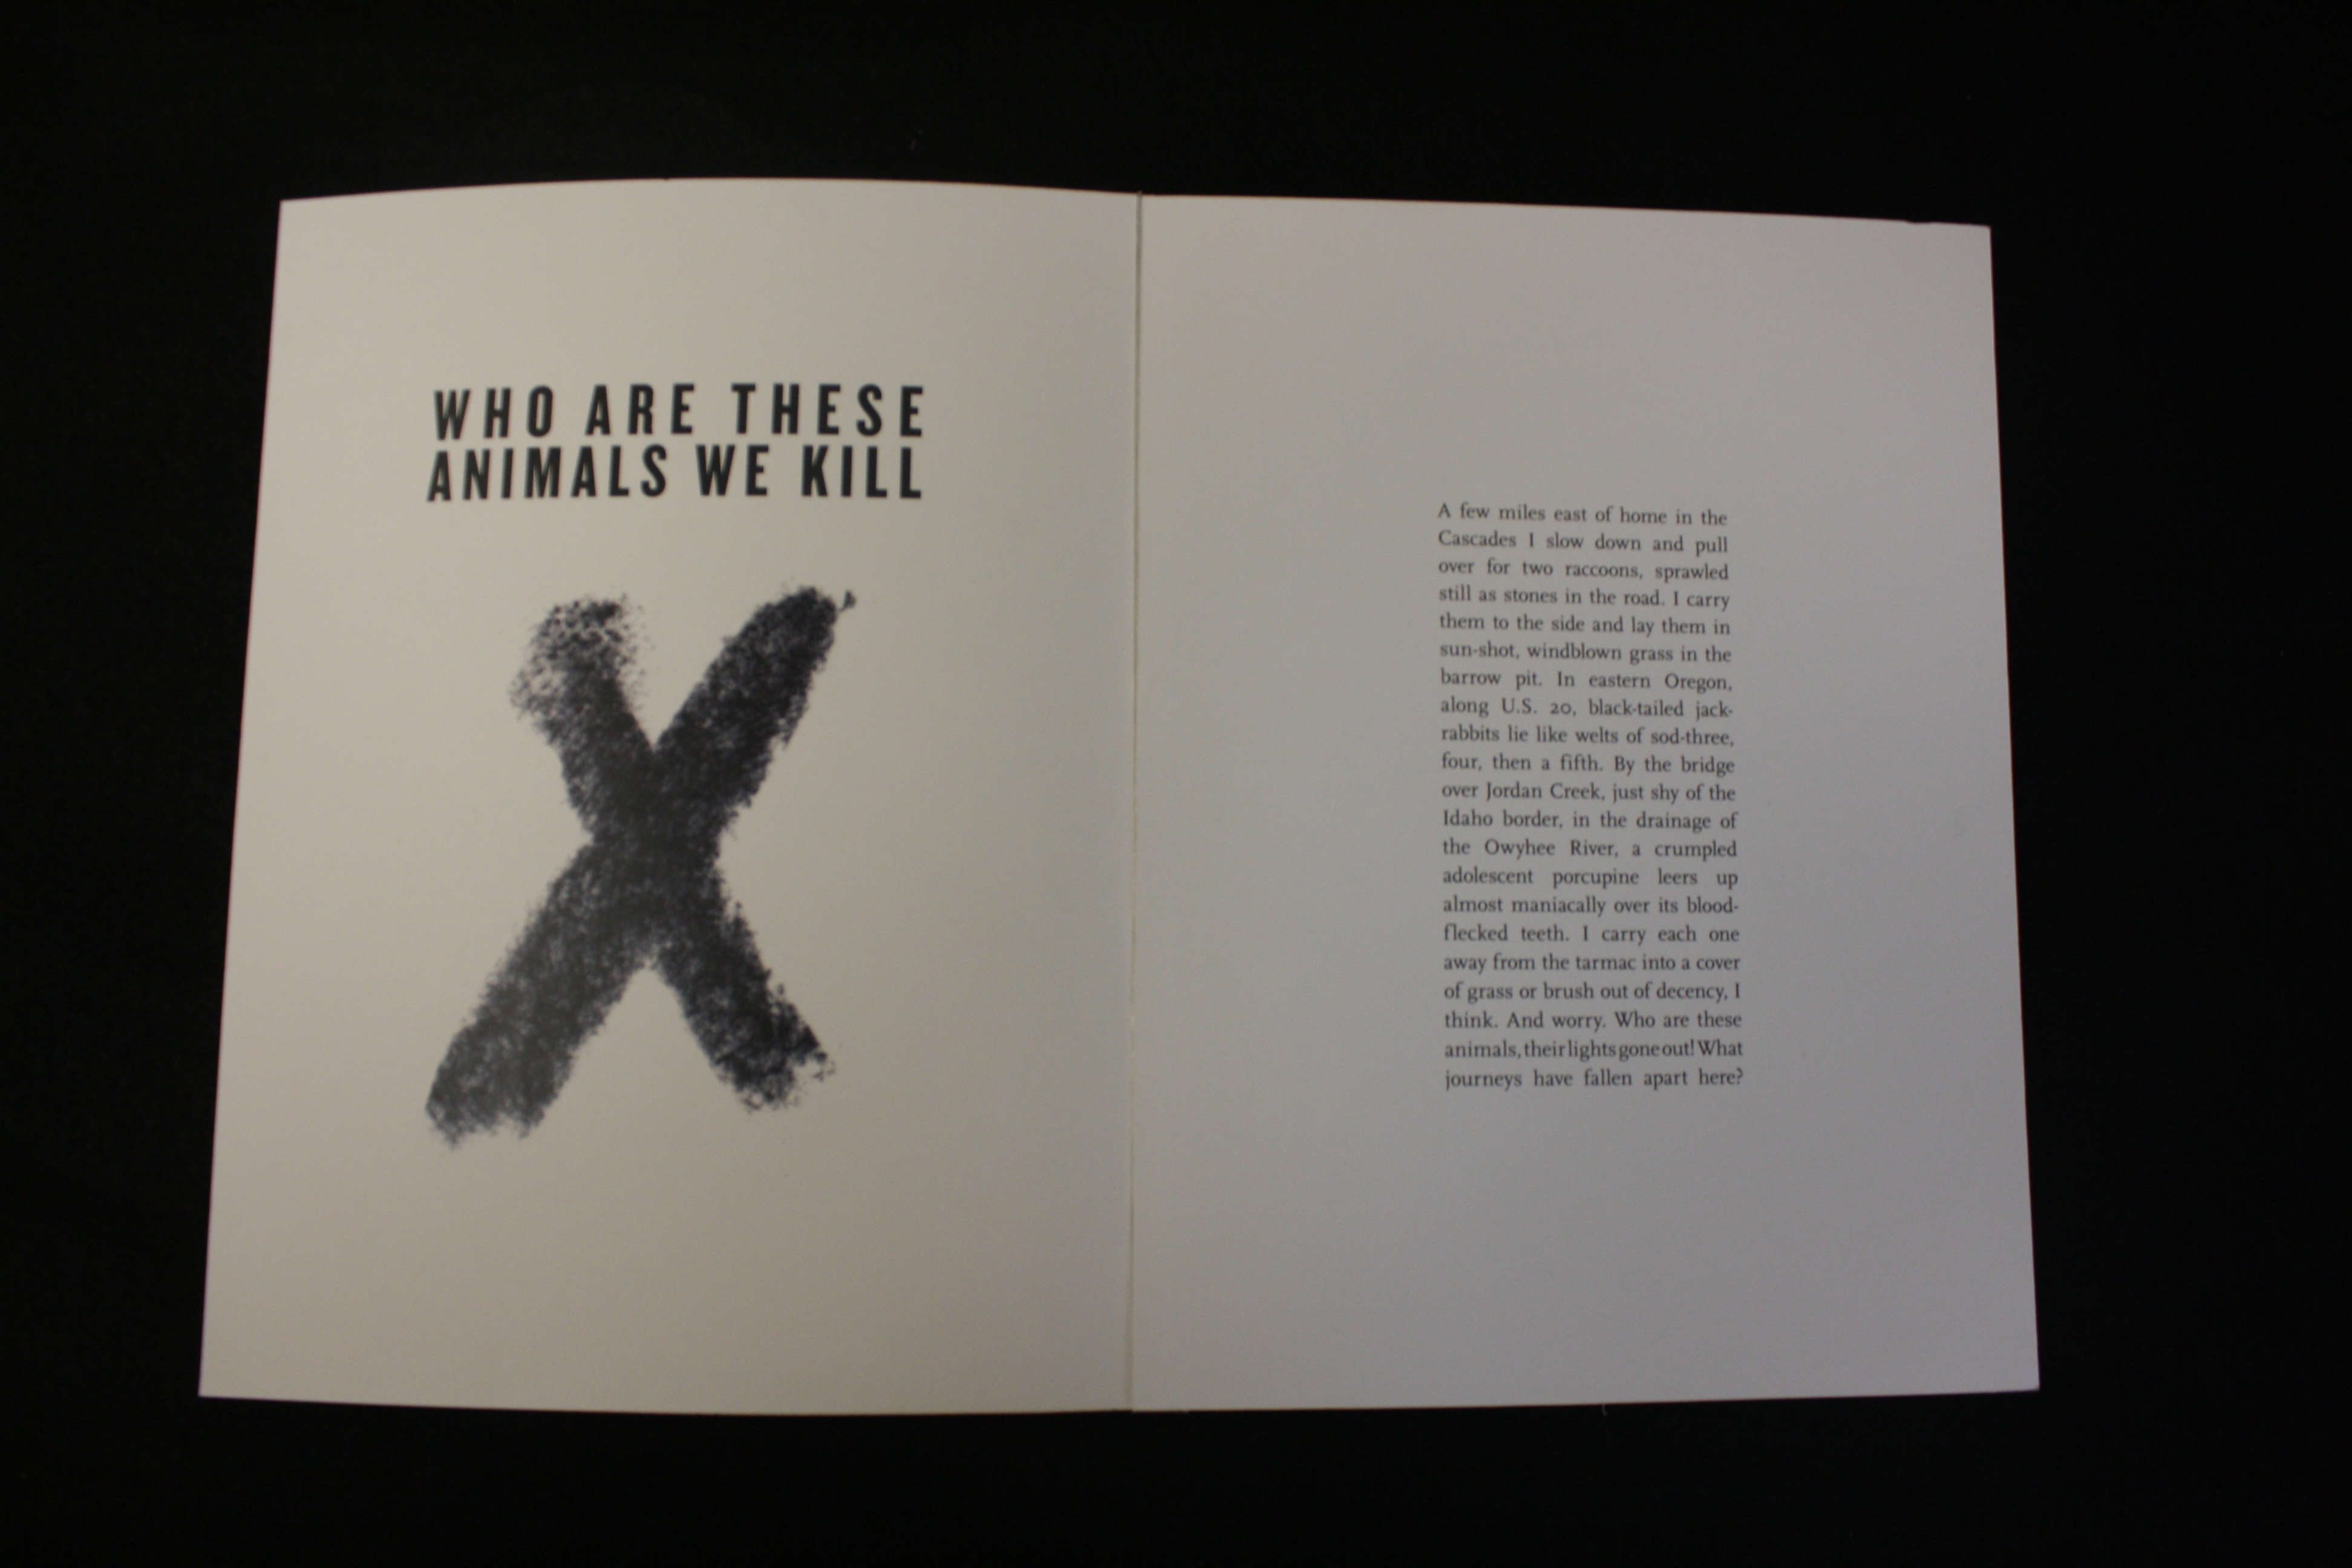 WHO ARE THESE
ANIMALS WE KILL
X
A few miles east of home in the
Cascades I slow down and pull
over for two raccoons, sprawled
still as stones in the road. I carry
them to the side and lay them in
sun-shot, windblown grass in the
barrow pit. In eastern Oregon,
along U.S. 20, black-tailed jack-
rabbits lie like welts of sod-three,
four, then a fifth. By the bridge
over Jordan Creek, just shy of the
Idaho border, in the drainage of
the Owyhee River, a crumpled
adolescent porcupine leers up
almost maniacally over its blood-
flecked teeth. I carry each one
away from the tarmac into a cover
of grass or brush out of decency, I
think. And worry. Who are these
animals, their lights gone out! What
journeys have fallen apart here?